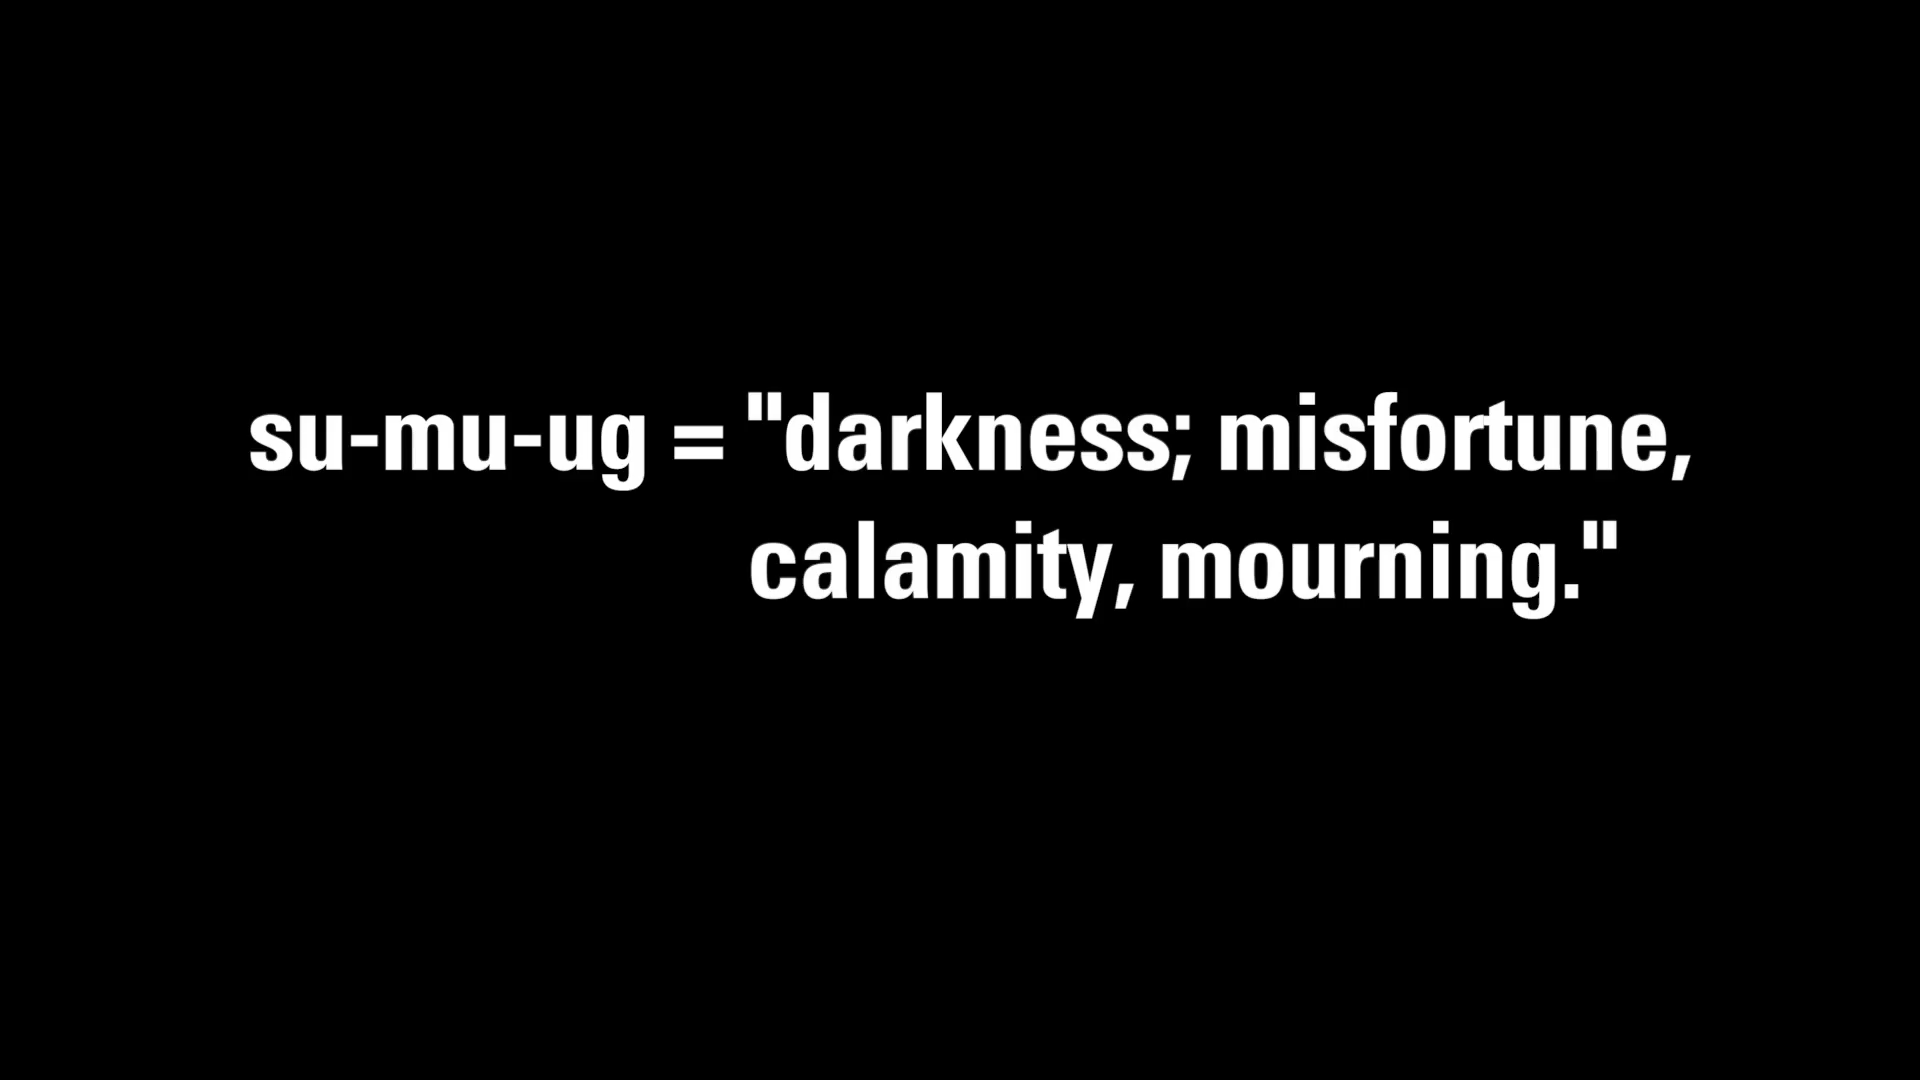 su-mu-ug = "darkness; misfortune,
calamity, mourning."